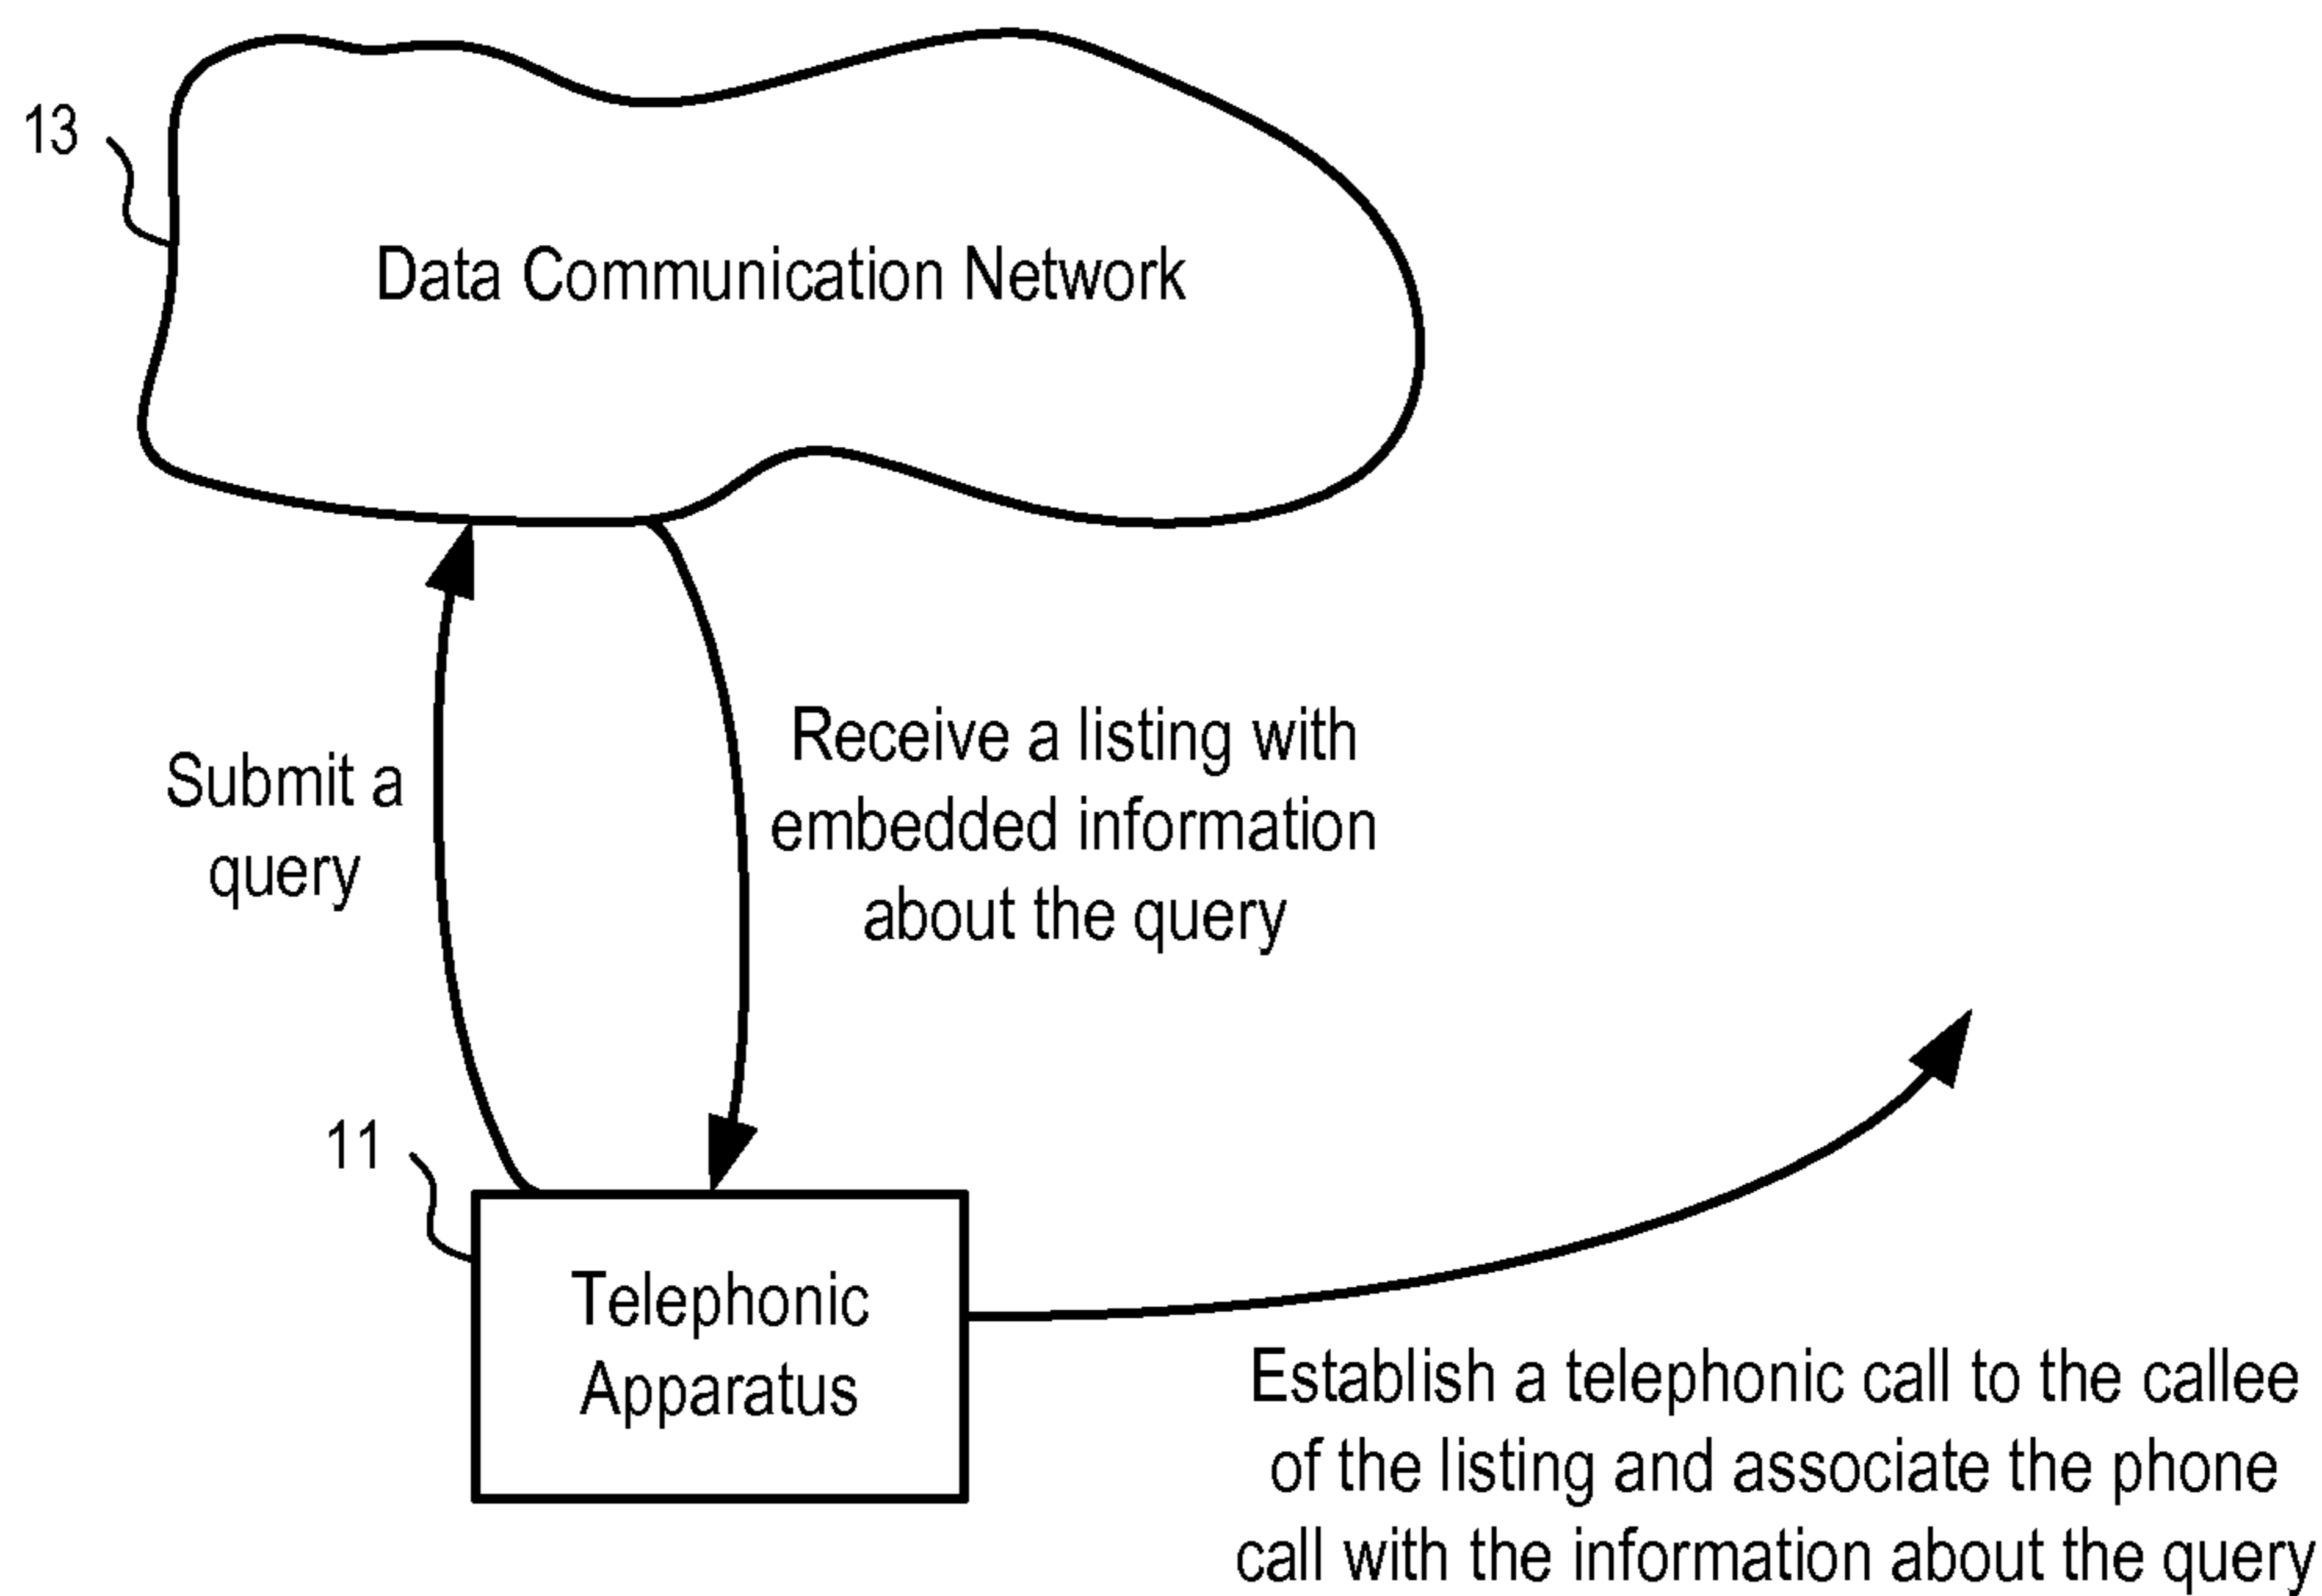 13
Data Communication Network
Submit a
query
Receive a listing with
embedded information
about the query
11
Telephonic
Apparatus
Establish a telephonic call to the callee
of the listing and associate the phone
call with the information about the query